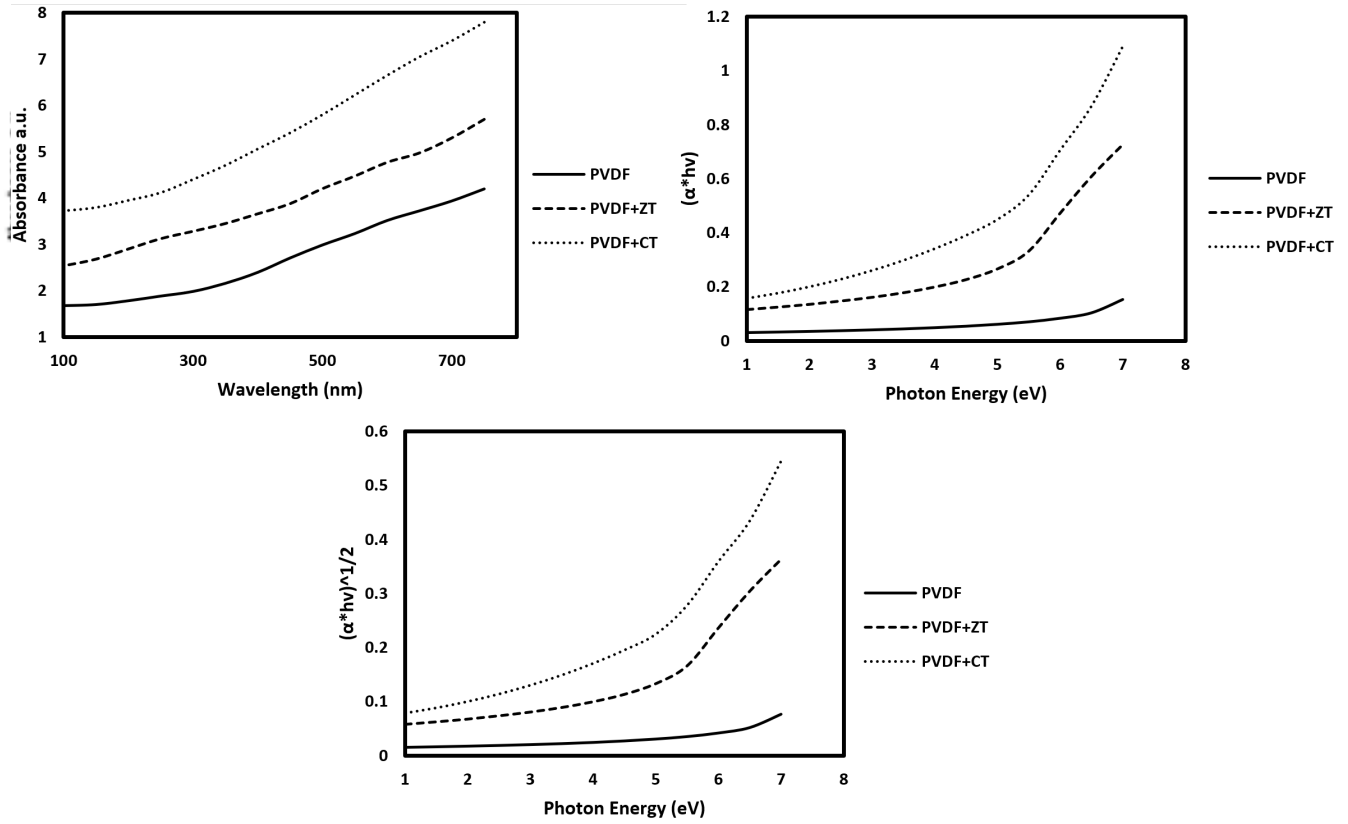 8
7
6
5
4
3
2
1
Absorbance a.u.
100 300 500 700
Wavelength (nm)
PVDF
PVDF+ZT
PVDF+CT
1.2
1
0.8
0.6
0.4
0.2
0
(α*hv)
1 2 3 4 5 6 7 8
Photon Energy (eV)
PVDF
PVDF+ZT
PVDF+CT
0.6
0.5
0.4
0.3
0.2
0.1
0
(α*hv)^1/2
1 2 3 4 5 6 7 8
Photon Energy (eV)
PVDF
PVDF+ZT
PVDF+CT